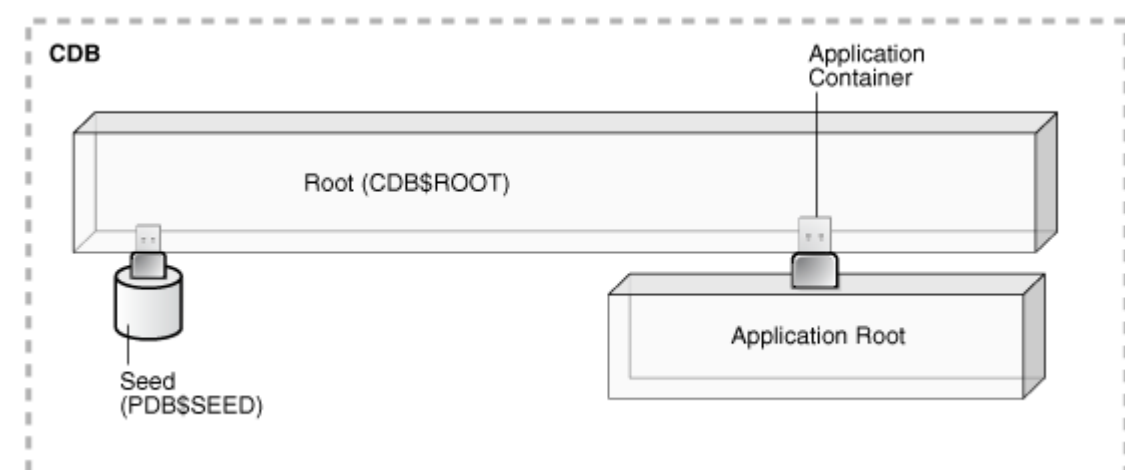 CDB
Application
Container
Root (CDB$ROOT)
Application Root
Seed
(PDB$SEED)